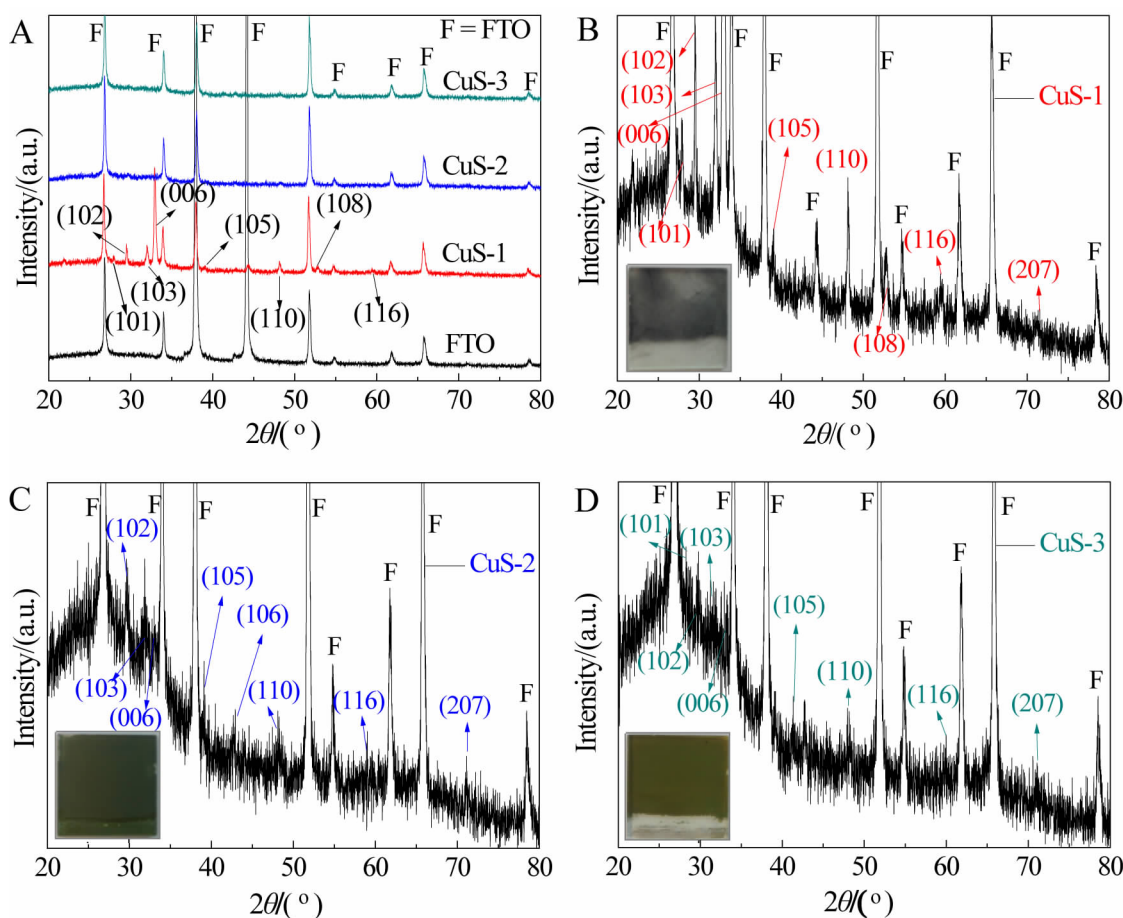 A
F
F
F
F
F = FTO
F
F
F
F
CuS-3
CuS-2
(006)
(102)
(105)
(108)
CuS-1
(103)
(101)
(110)
(116)
FTO
Intensity/(a.u.)
20 30 40 50 60 70 80
2θ/( o )
B
F
F
F
F
F
(102)
(103)
CuS-1
(006)
(105)
(110)
F
F
F
(101)
(116)
F
(207)
(108)
Intensity/(a.u.)
20 30 40 50 60 70 80
2θ/( o )
C
F
F
F
F
F
(102)
CuS-2
(105)
F
(106)
F
(103)
(110)
(116)
(207)
F
(006)
Intensity/(a.u.)
20 30 40 50 60 70 80
2θ/( o )
D
F
F
F
F
F
(101)
(103)
CuS-3
F
(105)
F
(102)
(110)
(006)
(116)
(207)
F
Intensity/(a.u.)
20 30 40 50 60 70 80
2θ/( o )